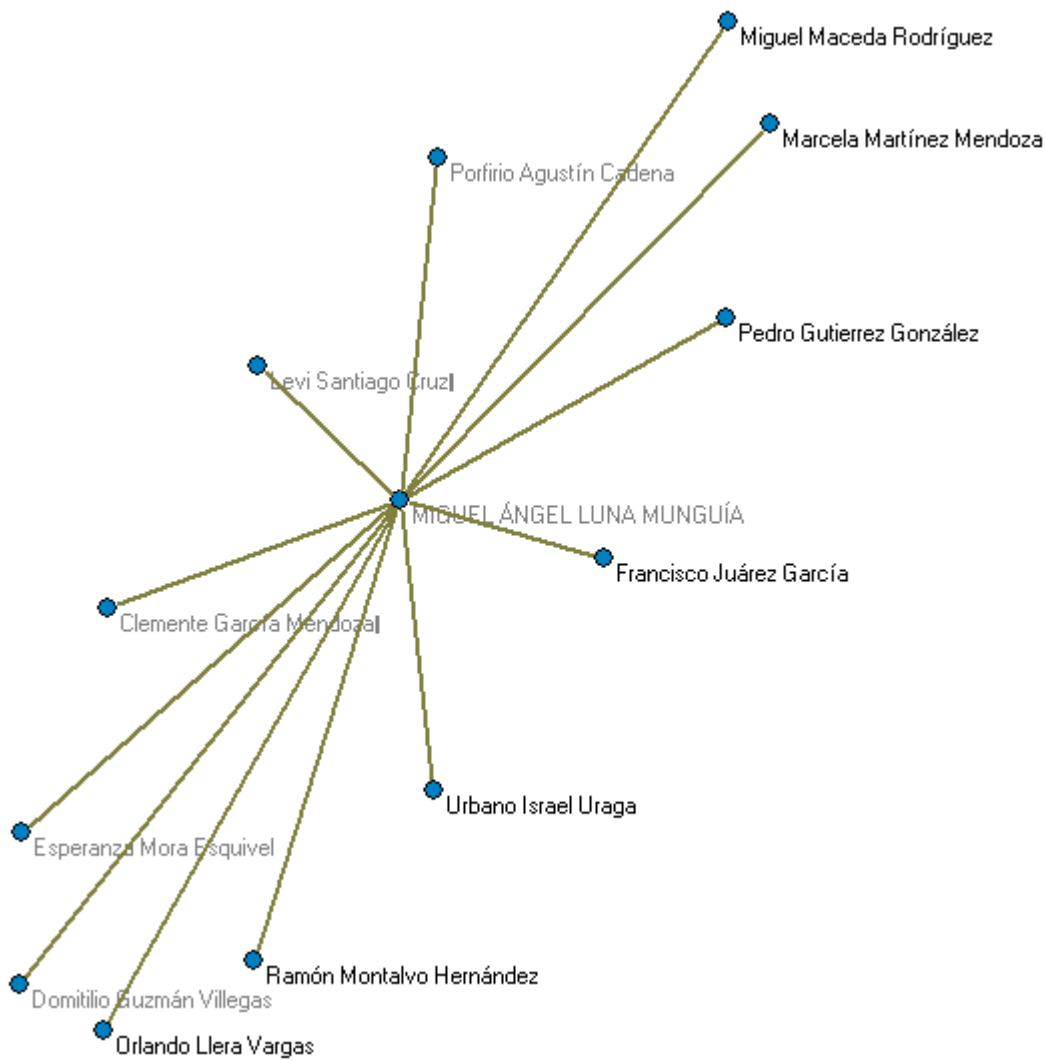 Miguel Maceda Rodríguez
Marcela Martínez Mendoza
Porfirio Agustín Cadena
Pedro Gutierrez González
Levi Santiago Cruz|
MIGUEL ÁNGEL LUNA MUNGUÍA
Francisco Juárez García
Clemente García Mendoza|
Urbano Israel Uraga
Esperanza Mora Esquivel
Ramón Montalvo Hernández
Domitilio Guzmán Villegas
Orlando Llera Vargas